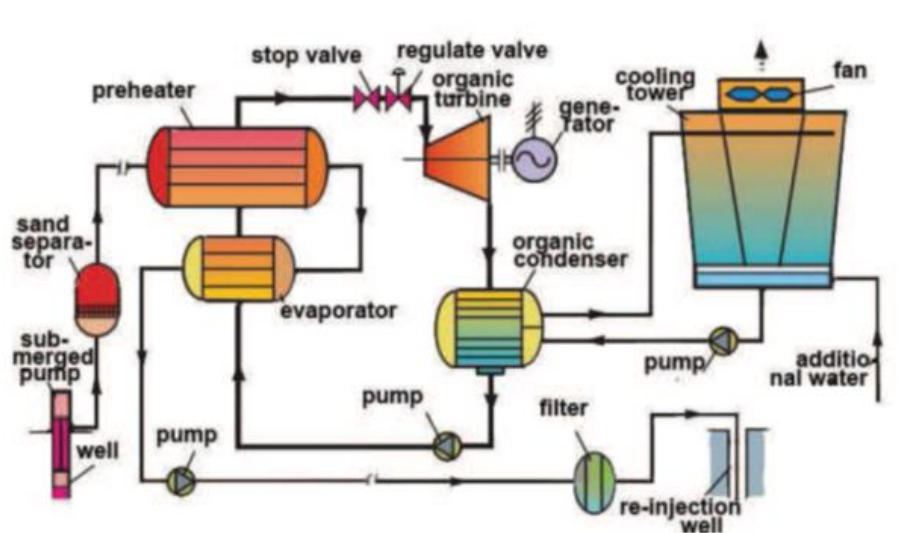 stop valve
regulate valve
preheater
organic
turbine
gene-
rator
cooling
tower
fan
sand
separa-
tor
organic
condenser
evaporator
sub-
merged
pump
pump
additio
nal water
pump
filter
pump
well
re-injection
well